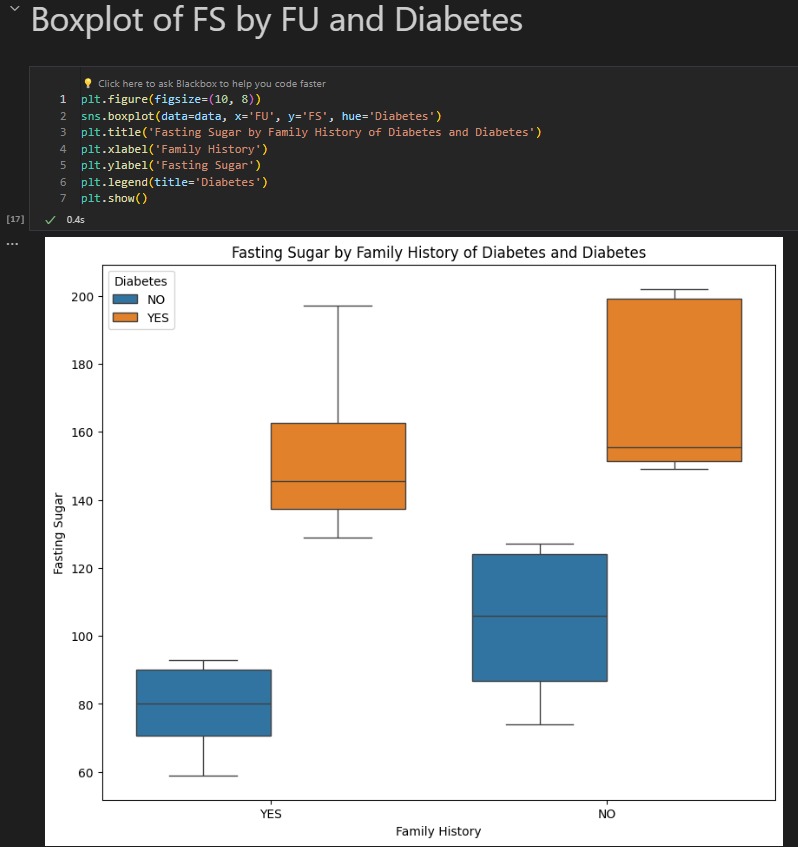 Boxplot of FS by FU and Diabetes
Click here to ask Blackbox to help you code faster
1 plt.figure(figsize=(10, 8))
2 sns.boxplot(data=data, x='FU', y='FS', hue='Diabetes')
3 plt.title('Fasting Sugar by Family History of Diabetes and Diabetes')
4 plt.xlabel('Family History')
5 plt.ylabel('Fasting Sugar')
6 plt.legend(title='Diabetes')
7 plt.show()
[17] 0.4s
...
Fasting Sugar by Family History of Diabetes and Diabetes
Diabetes
NO
YES
200
180
160
140
120
100
80
60
Fasting Sugar
YES NO
Family History